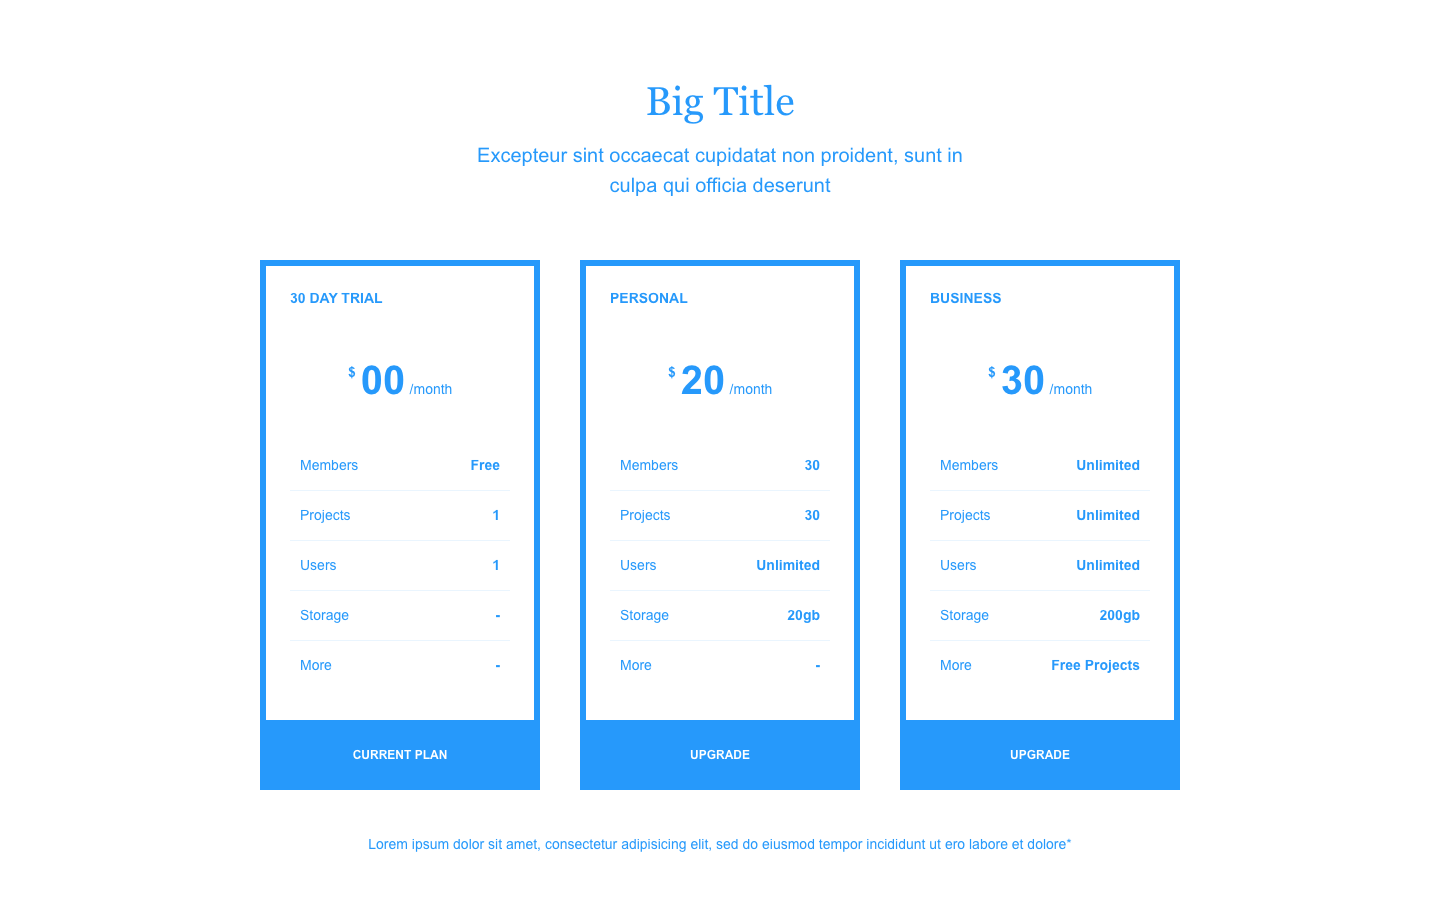 Big Title
Excepteur sint occaecat cupidatat non proident, sunt in
culpa qui officia deserunt
30 DAY TRIAL
$ 00 /month
Members Free
Projects 1
Users 1
Storage -
More -
CURRENT PLAN
PERSONAL
$ 20 /month
Members 30
Projects 30
Users Unlimited
Storage 20gb
More -
UPGRADE
BUSINESS
$ 30 /month
Members Unlimited
Projects Unlimited
Users Unlimited
Storage 200gb
More Free Projects
UPGRADE
Lorem ipsum dolor sit amet, consectetur adipisicing elit, sed do eiusmod tempor incididunt ut ero labore et dolore*